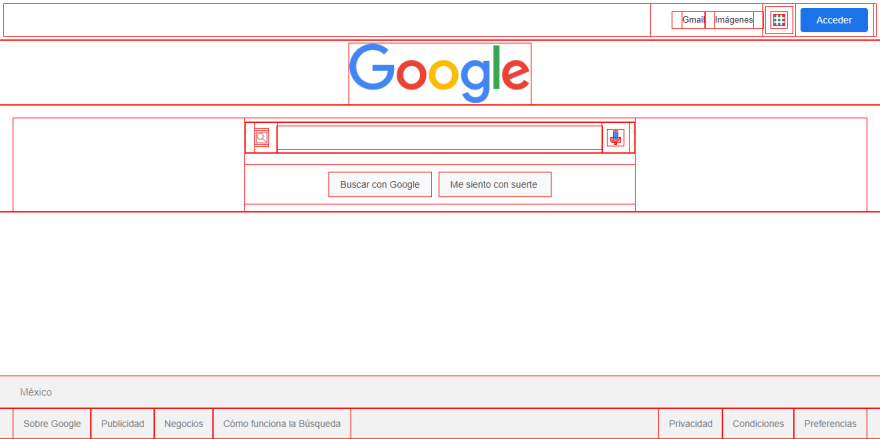 Gmail Imágenes Acceder
Google
Buscar con Google Me siento con suerte
México
Sobre Google Publicidad Negocios Cómo funciona la Búsqueda Privacidad Condiciones Preferencias